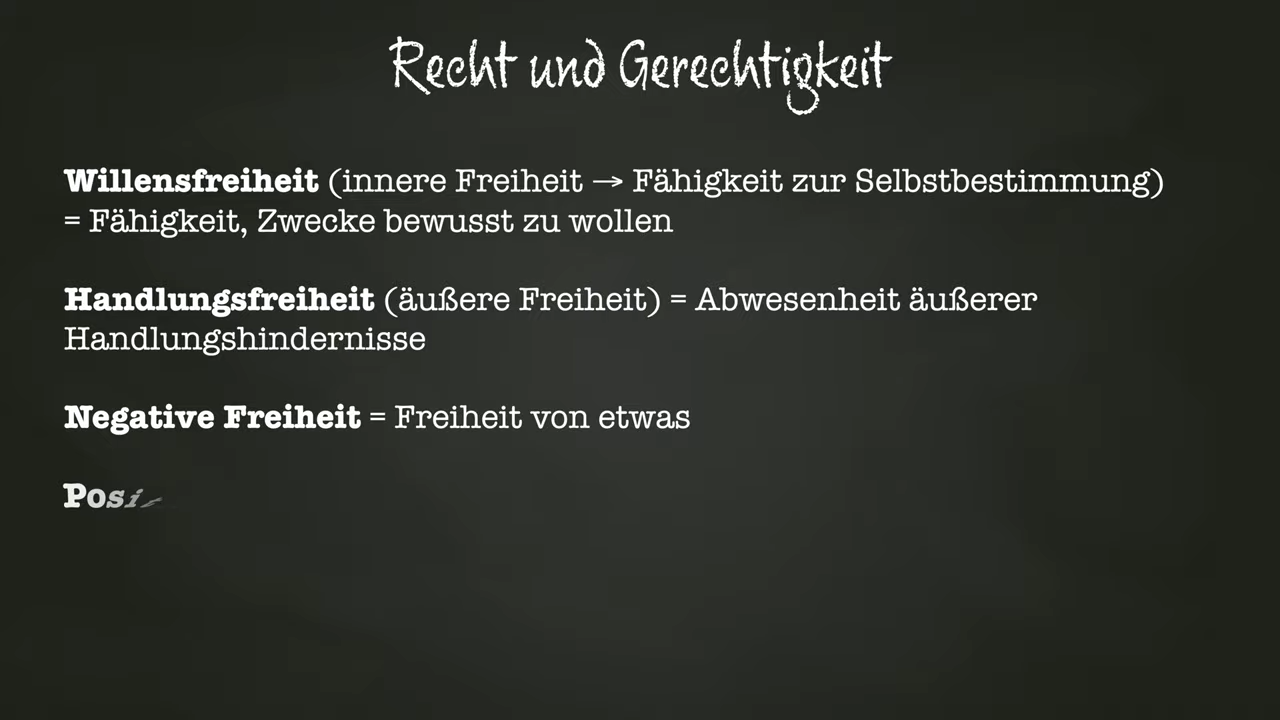 Recht und Gerechtigkeit
Willensfreiheit (innere Freiheit → Fähigkeit zur Selbstbestimmung)
= Fähigkeit, Zwecke bewusst zu wollen
Handlungsfreiheit (äußere Freiheit) = Abwesenheit äußerer
Handlungshindernisse
Negative Freiheit = Freiheit von etwas